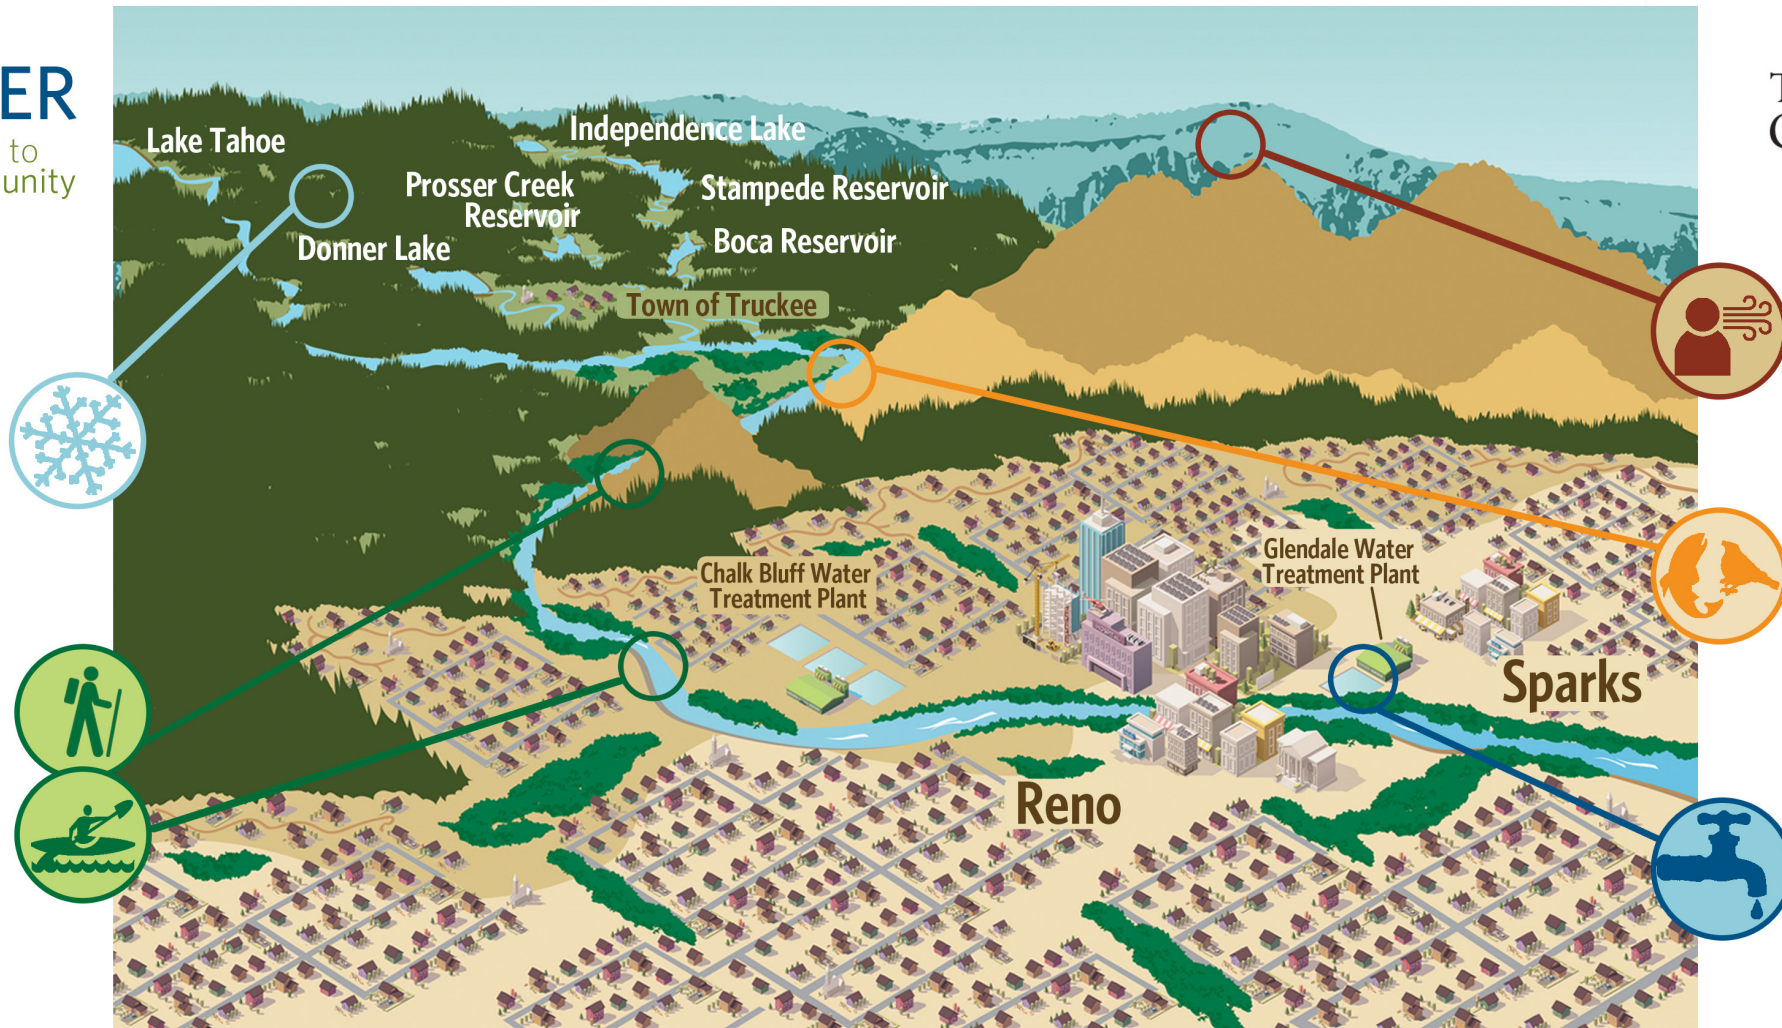 ER
to
unity
Lake Tahoe
Independence Lake
Prosser Creek
Reservoir
Stampede Reservoir
Donner Lake
Boca Reservoir
Town of Truckee
Chalk Bluff Water
Treatment Plant
Glendale Water
Treatment Plant
Sparks
Reno